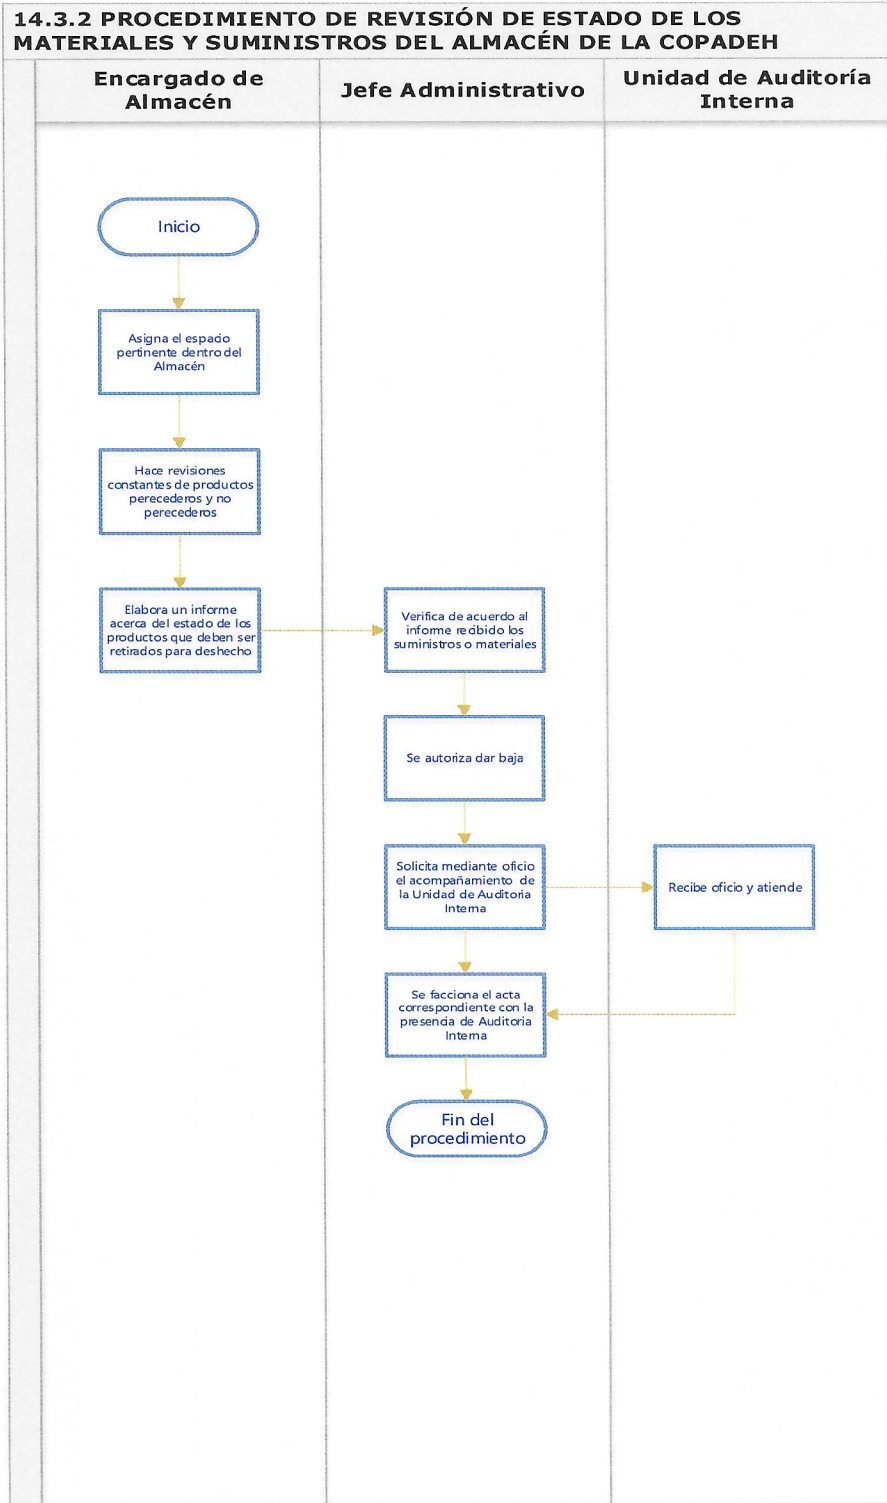 14.3.2 PROCEDIMIENTO DE REVISIÓN DE ESTADO DE LOS
MATERIALES Y SUMINISTROS DEL ALMACÉN DE LA COPADEH
Encargado de
Almacén
Jefe Administrativo
Unidad de Auditoría
Interna
Inicio
Asigna el espacio
pertinente dentro del
Almacén
Hace revisiones
constantes de productos
perecederos y no
perecederos
Elabora un informe
acerca del estado de los
productos que deben ser
retirados para deshecho
Verifica de acuerdo al
informe recibido los
suministros o materiales
Se autoriza dar baja
Solicita mediante oficio
el acompañamiento de
la Unidad de Auditoria
Interna
Recibe oficio y atiende
Se facciona el acta
correspondiente con la
presencia de Auditoria
Interna
Fin del
procedimiento